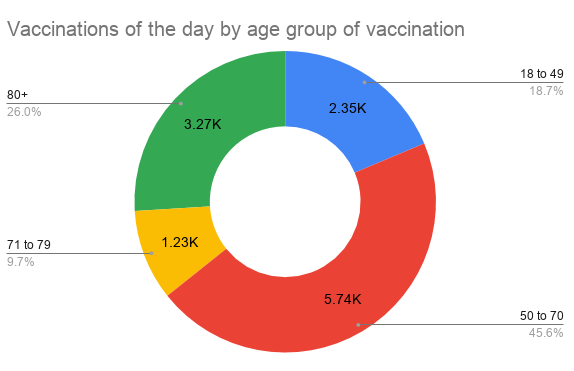 Vaccinations of the day by age group of vaccination
18 to 49
18.7%
80+
26.0%
2.35K
3.27K
71 to 79
9.7%
1.23K
5.74K
50 to 70
45.6%